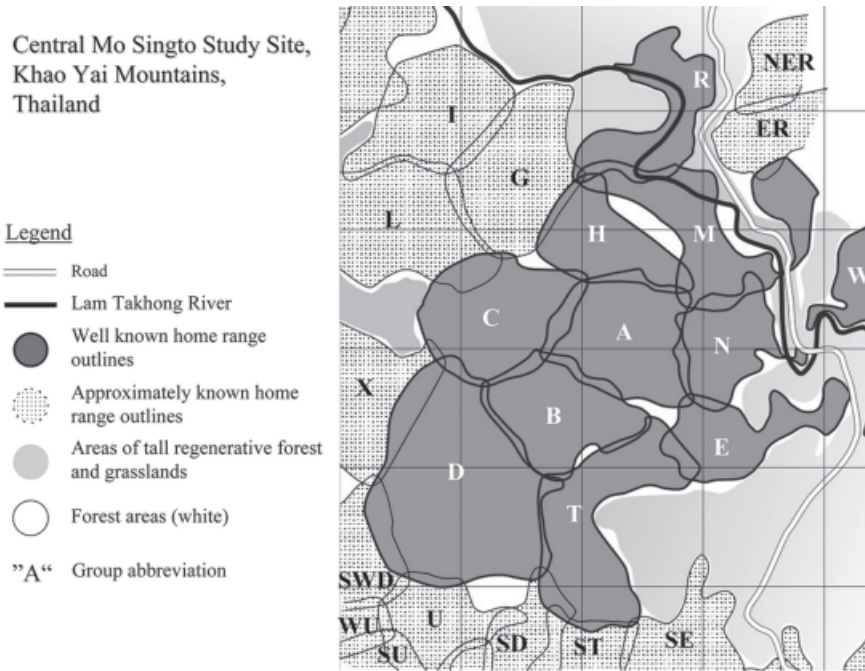 Central Mo Singto Study Site,
Khao Yai Mountains,
Thailand
Legend
Road
Lam Takhong River
Well known home range
outlines
Approximately known home
range outlines
Areas of tall regenerative forest
and grasslands
Forest areas (white)
”A“ Group abbreviation
R
NER
I
ER
G
L
H
M
W
C
A
N
X
B
E
D
T
SWD
WU
U
SU
SD
ST
SE